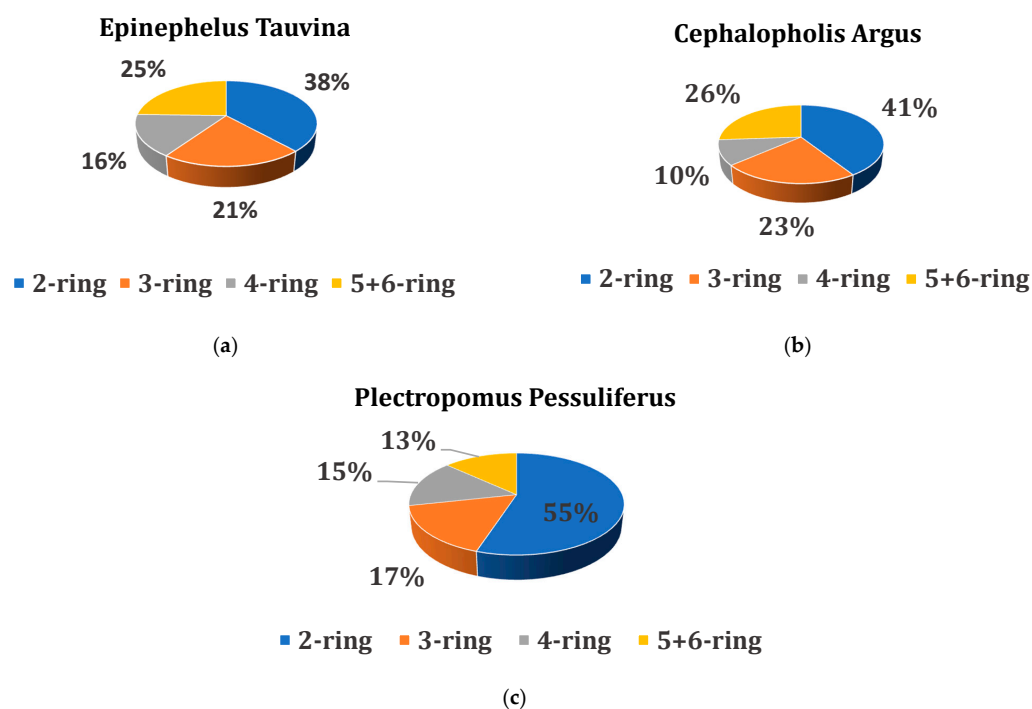 Epinephelus Tauvina
25%
38%
16%
21%
2-ring 3-ring 4-ring 5+6-ring
(a)
Cephalopholis Argus
26%
41%
10%
23%
2-ring 3-ring 4-ring 5+6-ring
(b)
Plectropomus Pessuliferus
13%
15%
55%
17%
2-ring 3-ring 4-ring 5+6-ring
(c)